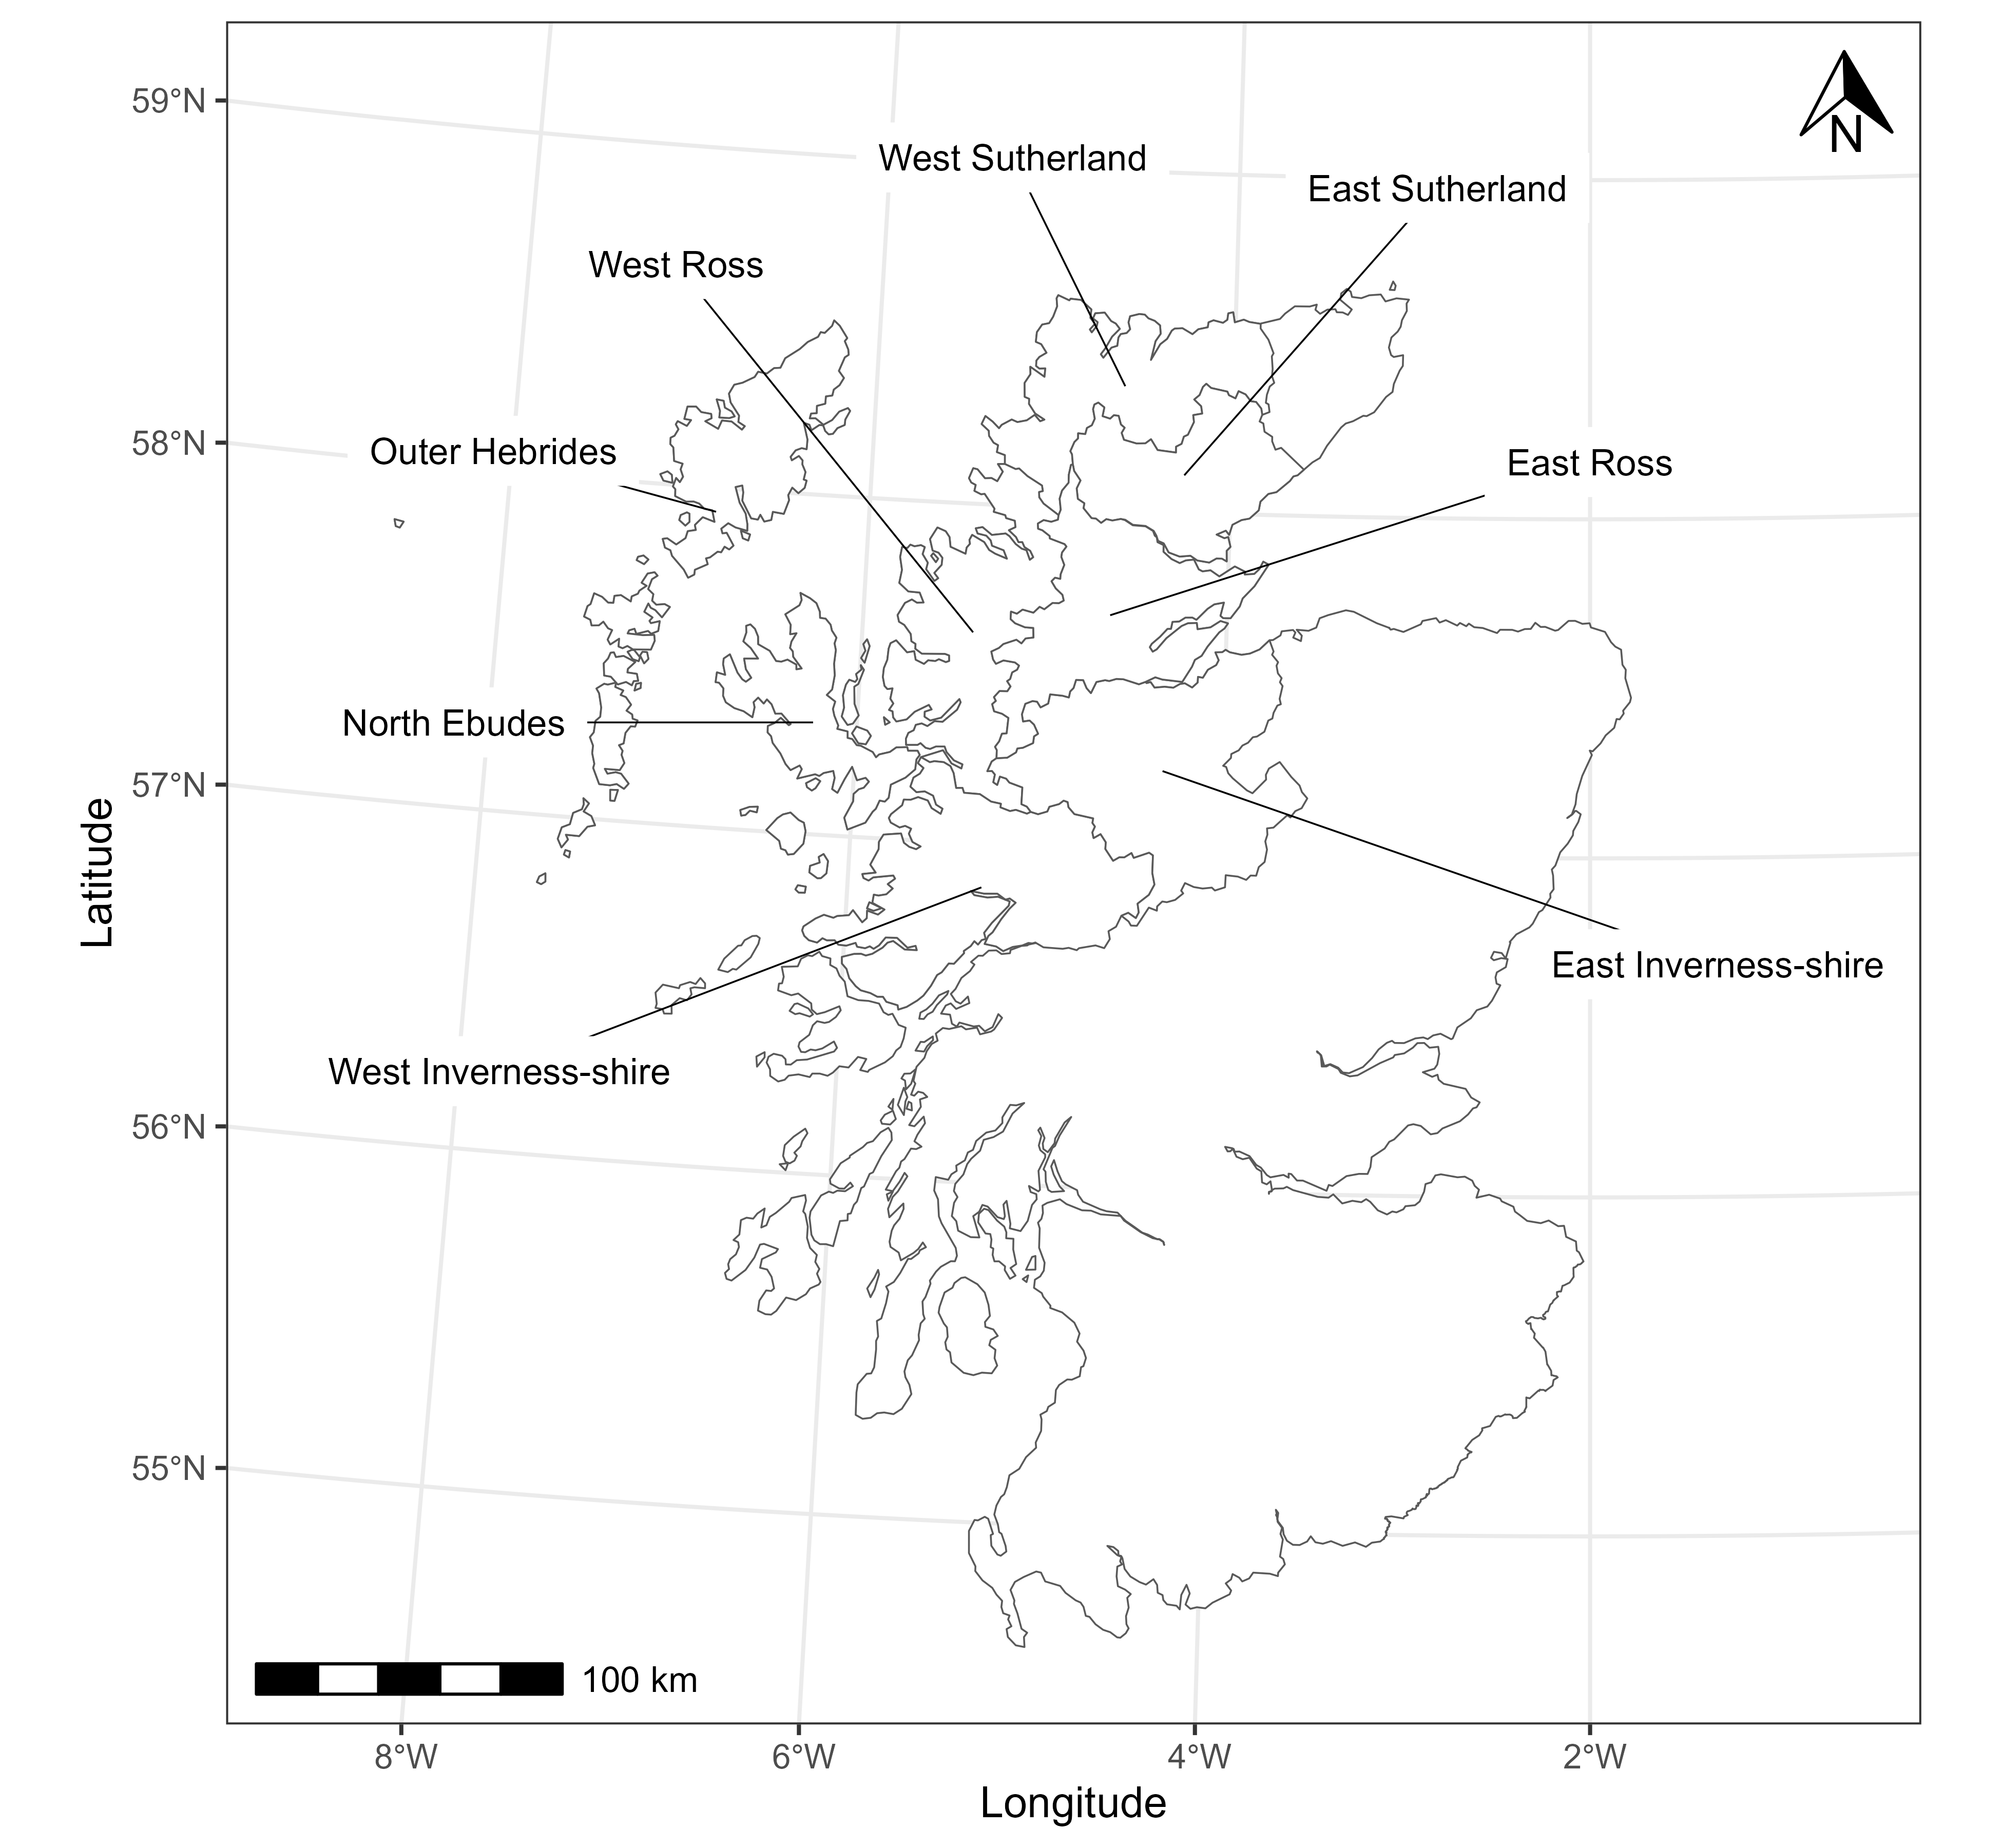 59°N
N
West Sutherland
East Sutherland
West Ross
58°N
Outer Hebrides
East Ross
North Ebudes
57°N
Latitude
East Inverness-shire
West Inverness-shire
56°N
55°N
100 km
8°W
6°W
4°W
2°W
Longitude